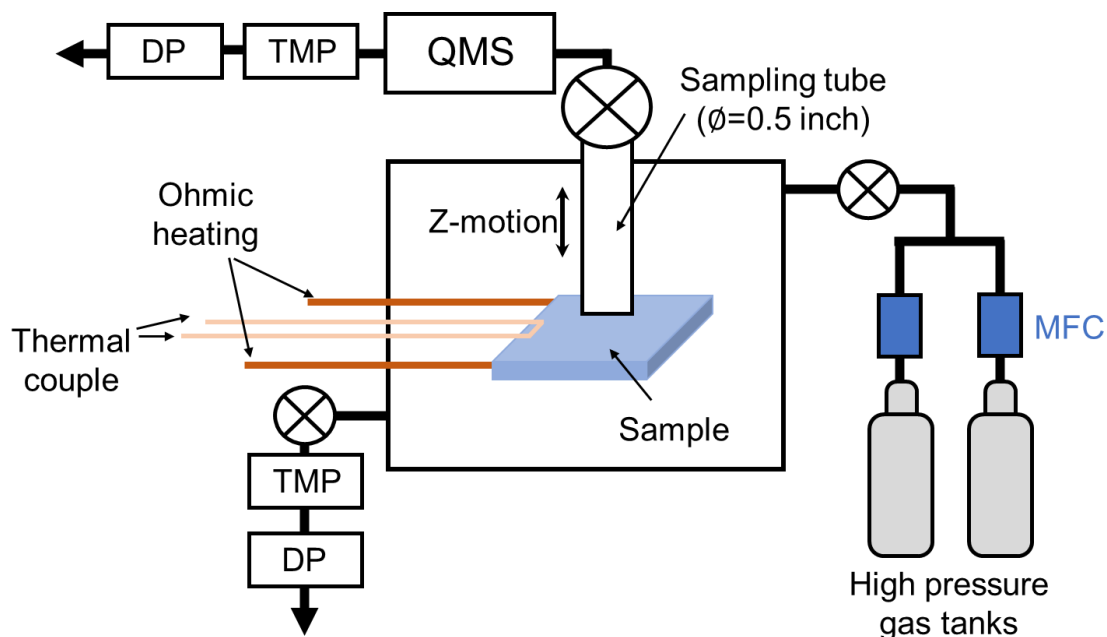 DP
TMP
QMS
Sampling tube
(∅=0.5 inch)
Ohmic
heating
Z-motion
Thermal
couple
MFC
Sample
TMP
DP
High pressure
gas tanks